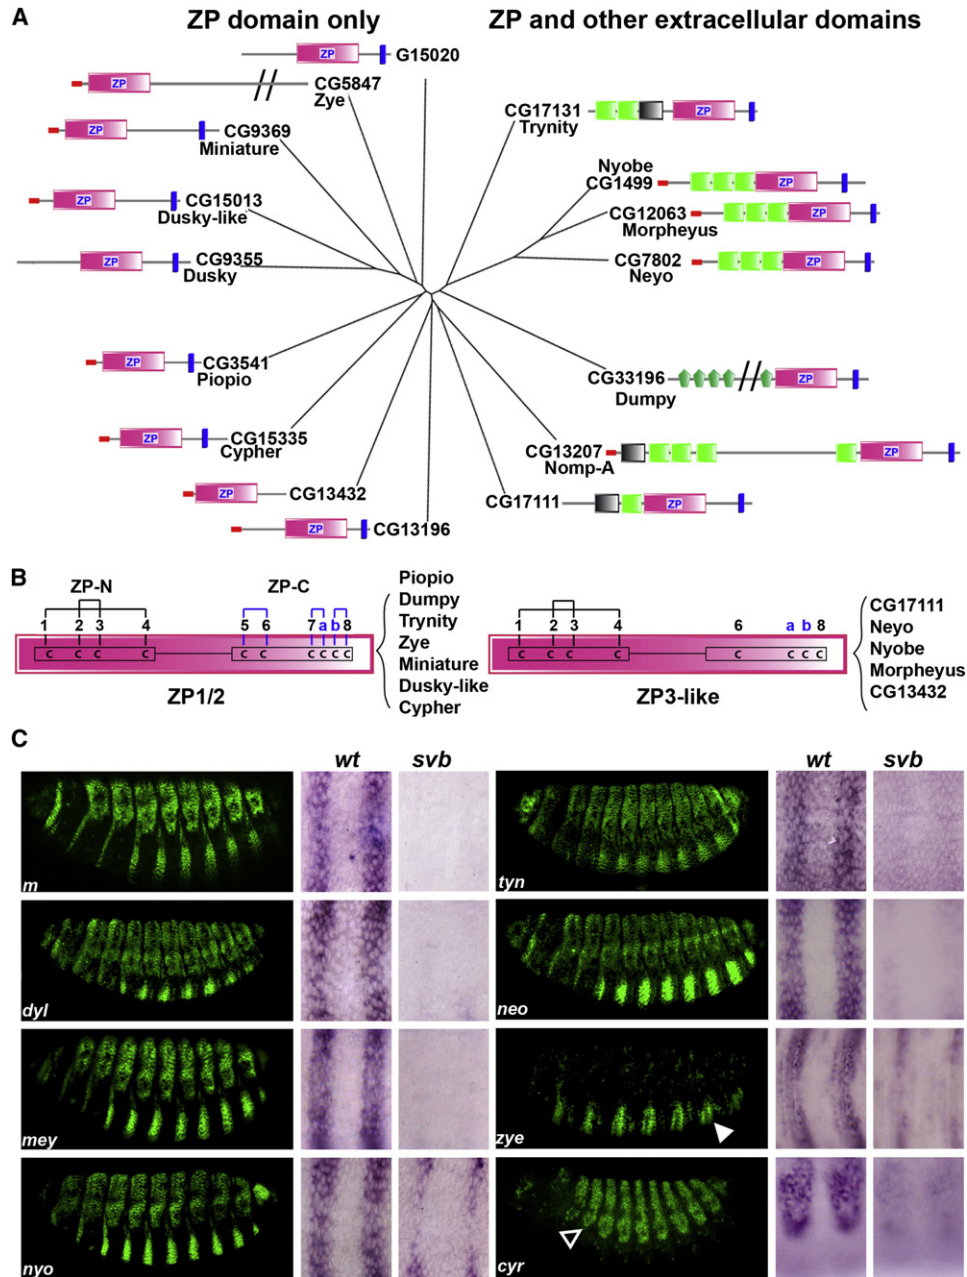 A
ZP domain only
ZP and other extracellular domains
ZP
G15020
ZP
CG5847
Zye
ZP
CG9369
Miniature
ZP
CG15013
Dusky-like
ZP
CG9355
Dusky
ZP
CG3541
Piopio
ZP
CG15335
Cypher
ZP
CG13432
ZP
CG13196
CG17131
Trynity
ZP
Nyobe
CG1499
ZP
CG12063
Morpheyus
ZP
CG7802
Neyo
ZP
CG33196
Dumpy
ZP
CG13207
Nomp-A
ZP
CG17111
ZP
B
ZP-N
ZP-C
1 2 3 4 5 6 7 a b 8
c c c c c c c c c c
ZP1/2
Piopio
Dumpy
Trynity
Zye
Miniature
Dusky-like
Cypher
1 2 3 4 6 a b 8
c c c c c c c c
ZP3-like
CG17111
Neyo
Nyobe
Morpheyus
CG13432
C
wt svb
wt svb
m
tyn
dyl
neo
mey
zye
nyo
cyr